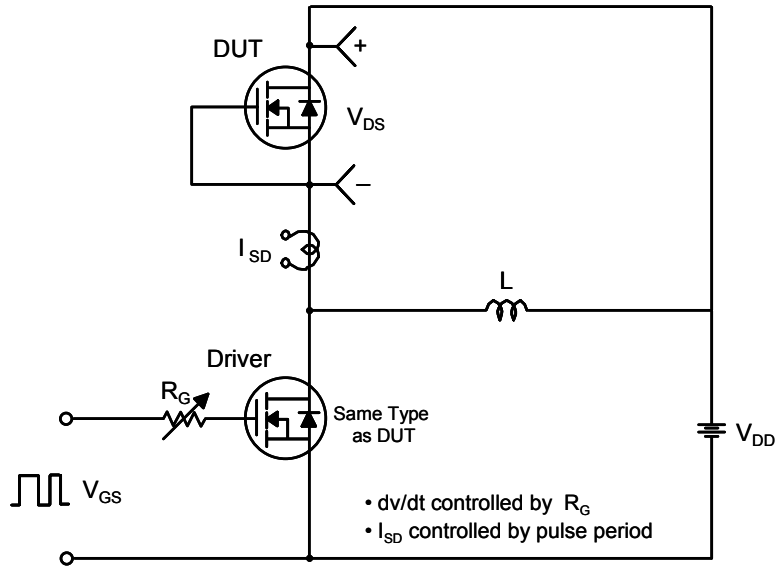 DUT
+
VDS
–
ISD
L
Driver
RG
Same Type
as DUT
VDD
VGS
• dv/dt controlled by RG
• ISD controlled by pulse period